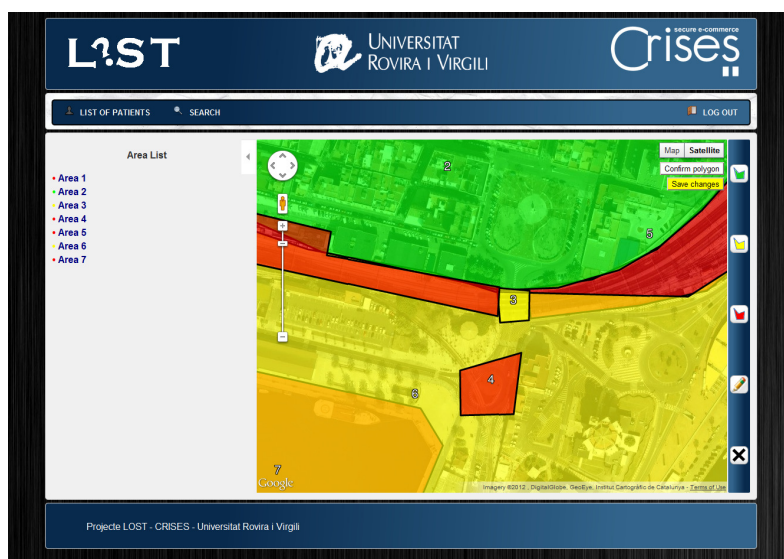 L?ST
UNIVERSITAT
ROVIRA I VIRGILI
secure e-commerce
Crises
LIST OF PATIENTS
SEARCH
LOG OUT
Area List
Area 1
Area 2
Area 3
Area 4
Area 5
Area 6
Area 7
Map
Satellite
Confirm polygon
Save changes
2
5
3
4
6
7
Google
Imagery ©2012 , DigitalGlobe, GeoEye, Institut Cartogràfic de Catalunya - Terms of Use
Projecte LOST - CRISES - Universitat Rovira i Virgili